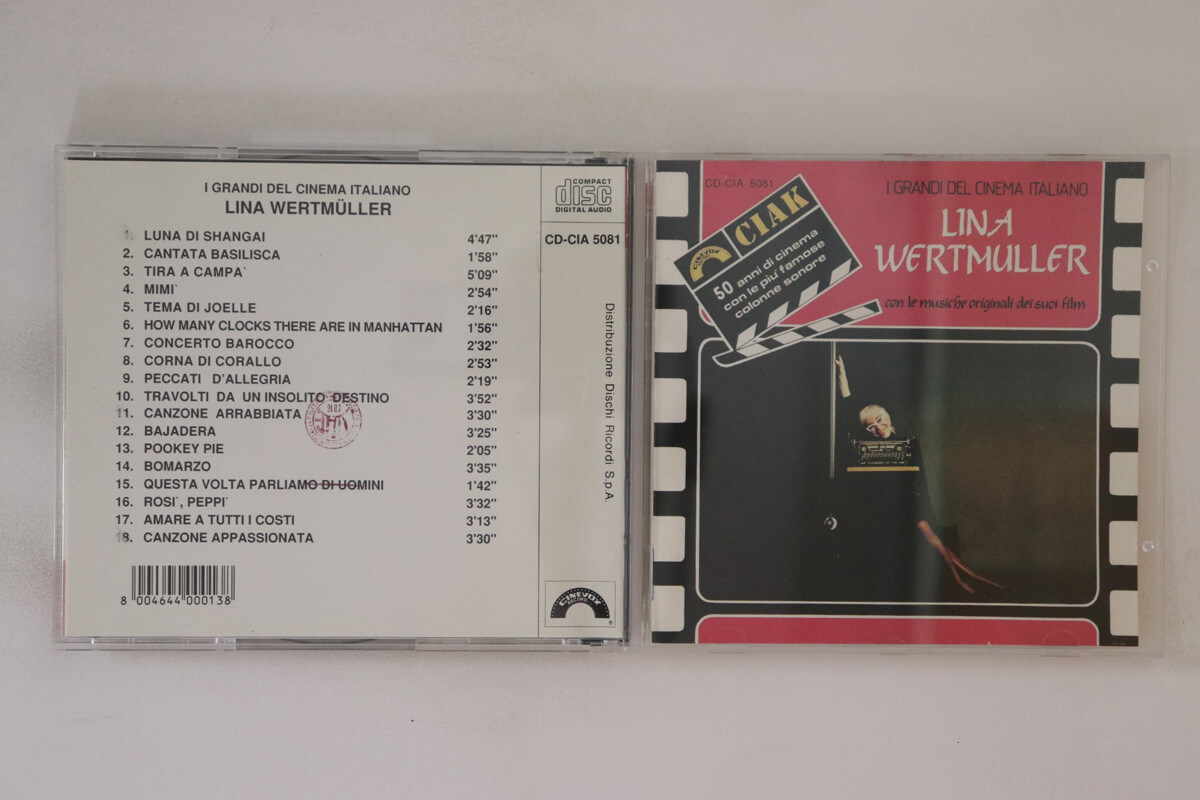 I GRANDI DEL CINEMA ITALIANO
LINA WERTMÜLLER
1. LUNA DI SHANGAI 4'47"
2. CANTATA BASILISCA 1'58"
3. TIRA A CAMPA' 5'09"
4. MIMI' 2'54"
5. TEMA DI JOELLE 2'16"
6. HOW MANY CLOCKS THERE ARE IN MANHATTAN 1'56"
7. CONCERTO BAROCCO 2'32"
8. CORNA DI CORALLO 2'53"
9. PECCATI D'ALLEGRIA 2'19"
10. TRAVOLTI DA UN INSOLITO DESTINO 3'52"
11. CANZONE ARRABBIATA 3'30"
12. BAJADERA 3'25"
13. POOKEY PIE 2'05"
14. BOMARZO 3'35"
15. QUESTA VOLTA PARLIAMO DI UOMINI 1'42"
16. ROSI', PEPPI' 3'32"
17. AMARE A TUTTI I COSTI 3'13"
18. CANZONE APPASSIONATA 3'30"
8 004644 000138
COMPACT
disc
DIGITAL AUDIO
CD-CIA 5081
Distribuzione Dischi Ricordi S.p.A.
CINEVOX
RECORD
CD-CIA 5081
I GRANDI DEL CINEMA ITALIANO
LINA
WERTMULLER
con le musiche originali dei suoi film
CINEVOX
CIAK
50 anni di cinema
con le piu' famose
colonne sonore